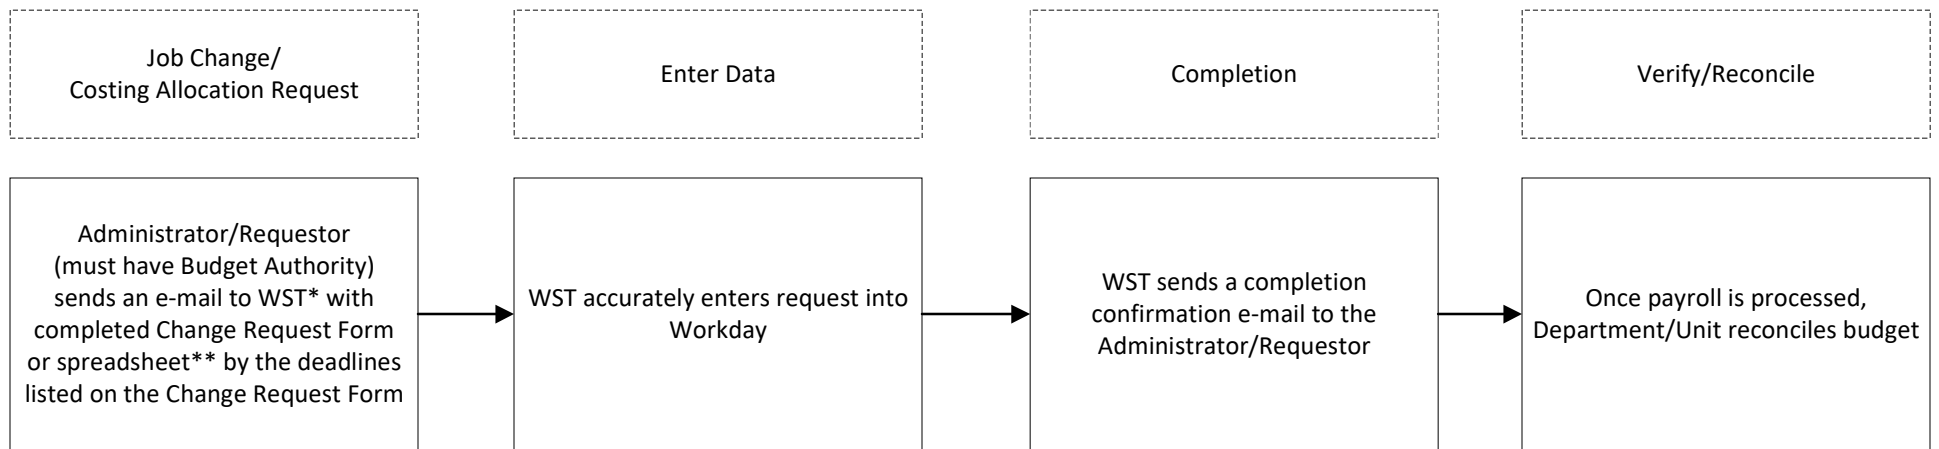 Job Change/
Costing Allocation Request
Enter Data
Completion
Verify/Reconcile
Administrator/Requestor
(must have Budget Authority)
sends an e-mail to WST* with
completed Change Request Form
or spreadsheet** by the deadlines
listed on the Change Request Form
WST accurately enters request into
Workday
WST sends a completion
confirmation e-mail to the
Administrator/Requestor
Once payroll is processed,
Department/Unit reconciles budget